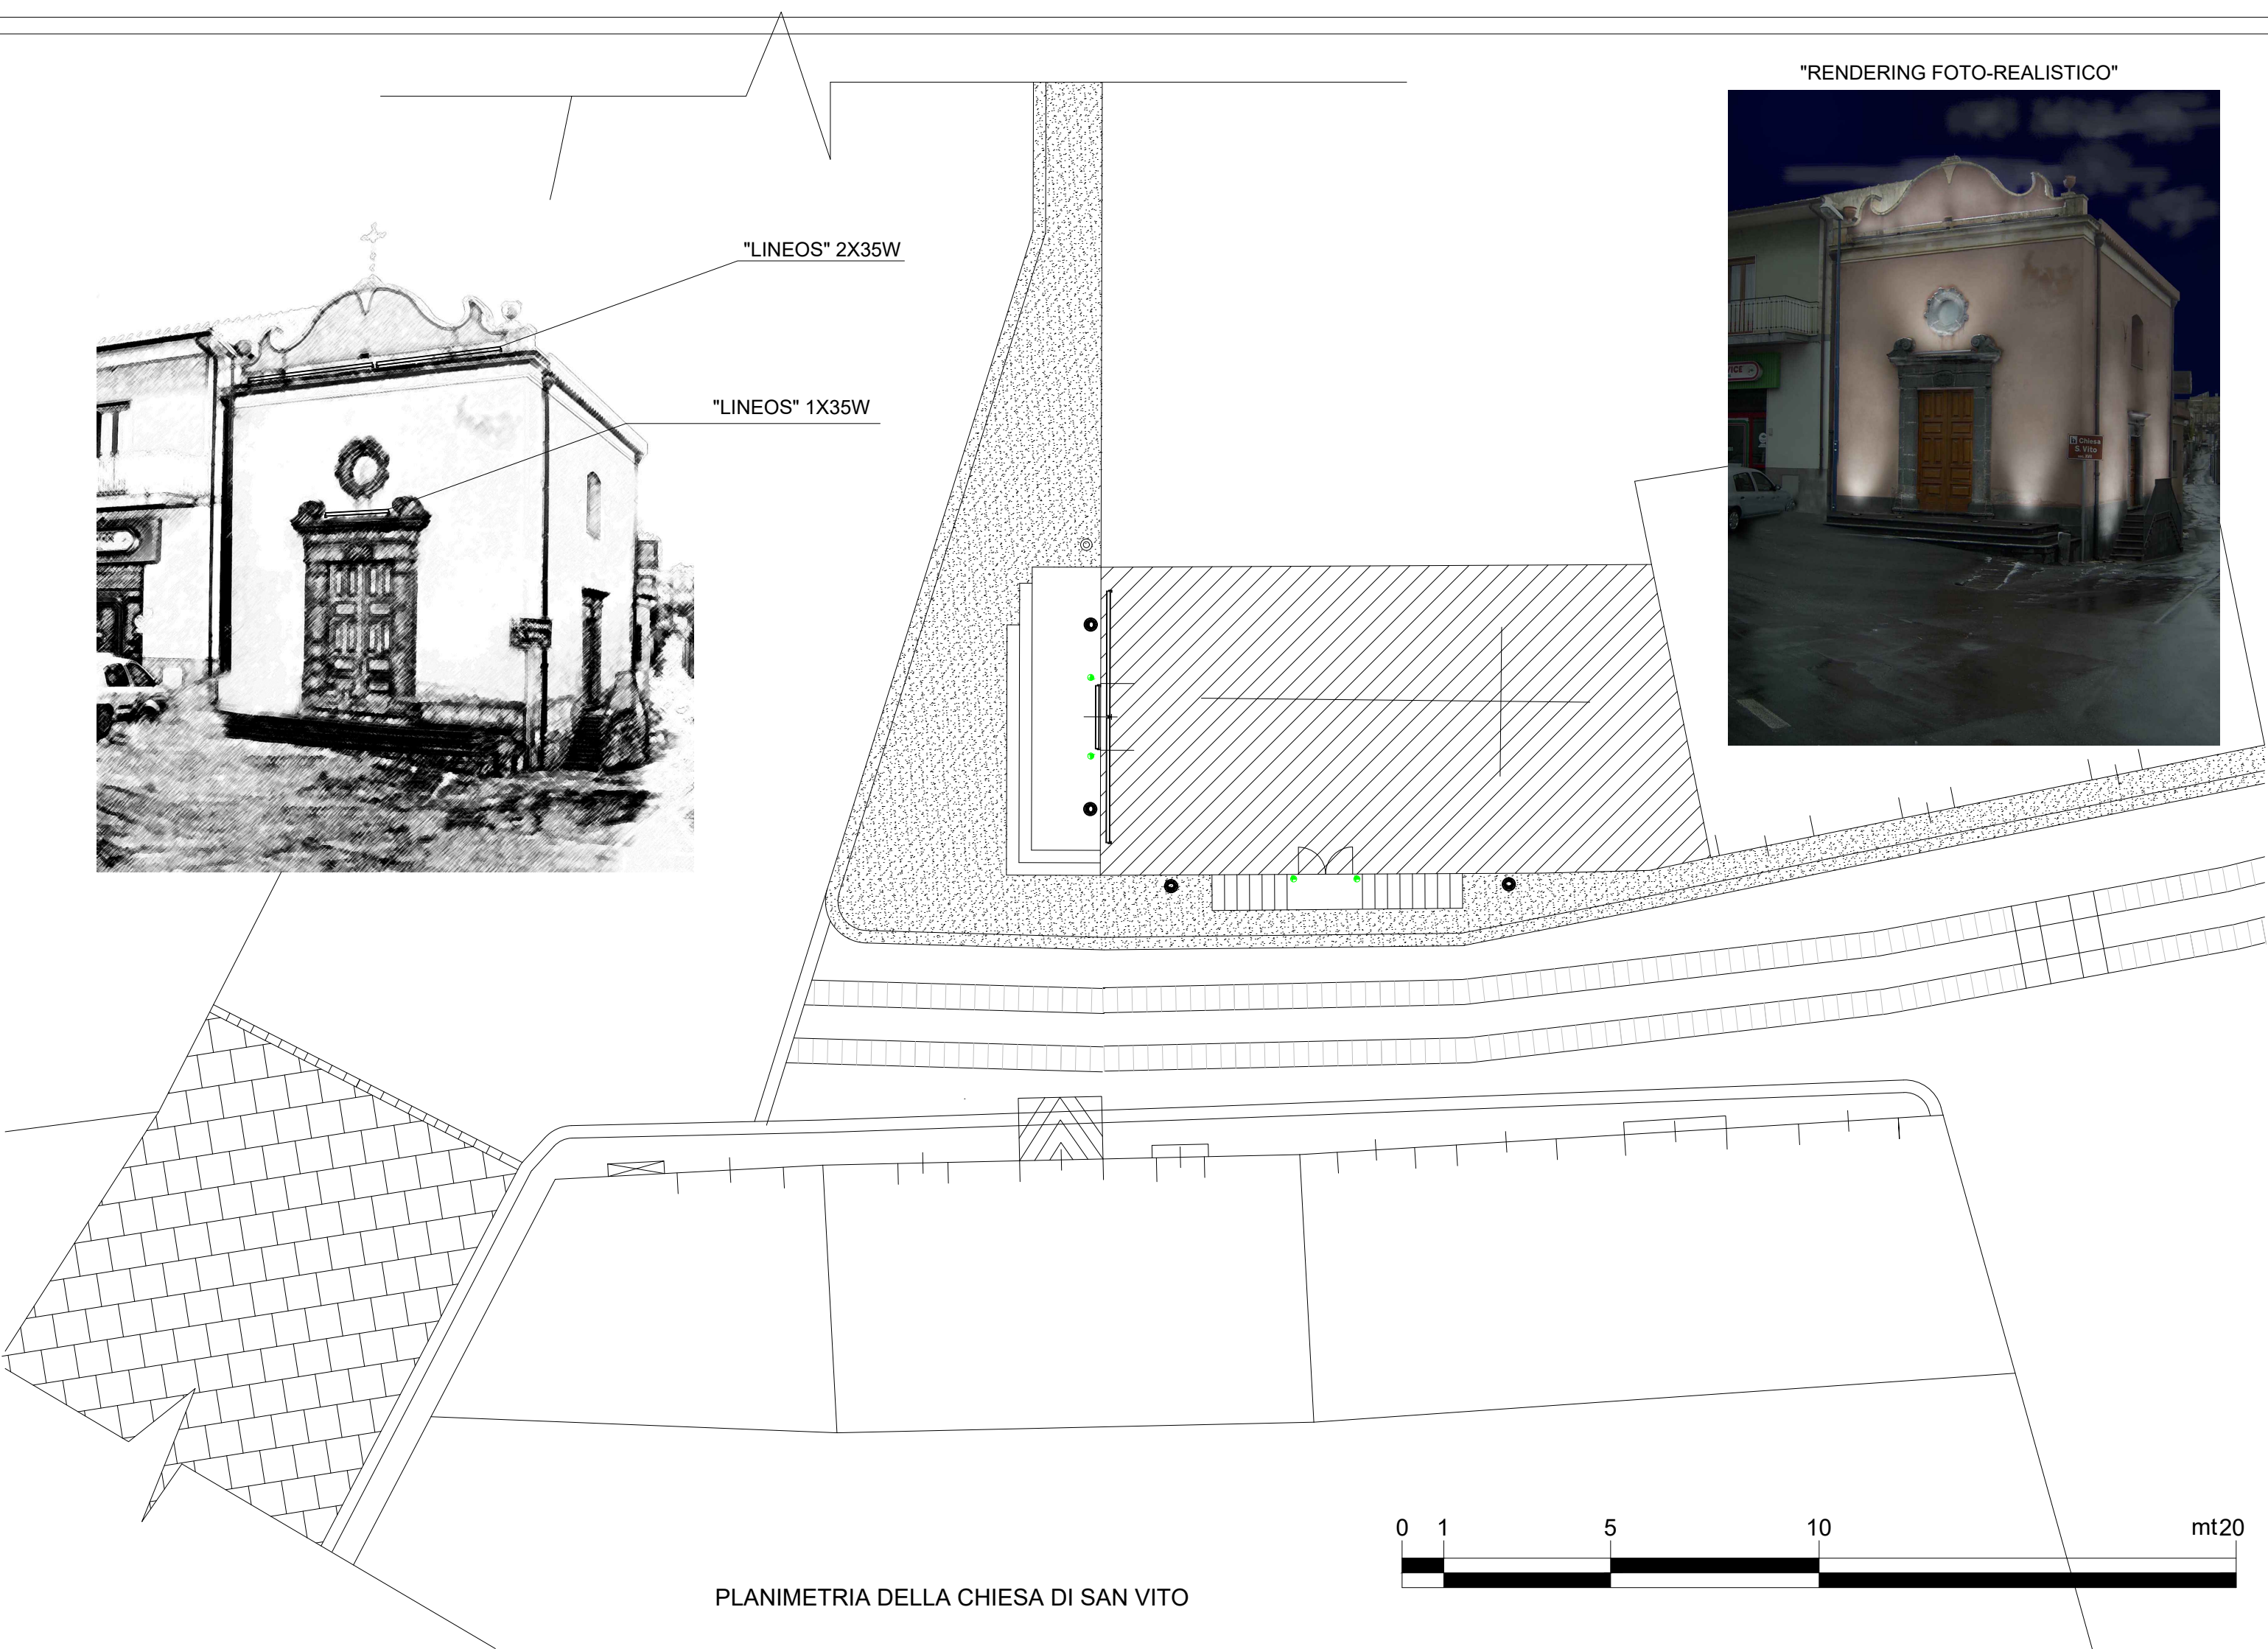 "RENDERING FOTO-REALISTICO"
"LINEOS" 2X35W
"LINEOS" 1X35W
VICE
Chiesa
S.Vito
0 1 5 10 mt20
PLANIMETRIA DELLA CHIESA DI SAN VITO